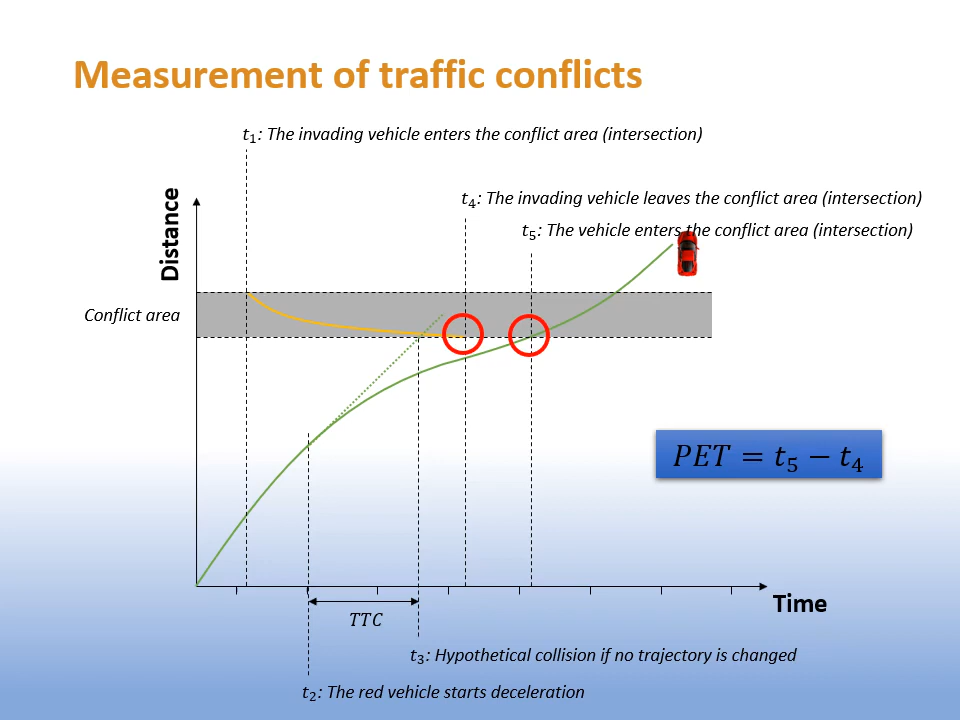 Measurement of traffic conflicts
t₁: The invading vehicle enters the conflict area (intersection)
t₄: The invading vehicle leaves the conflict area (intersection)
t₅: The vehicle enters the conflict area (intersection)
Distance
Conflict area
PET = t₅ − t₄
Time
TTC
t₃: Hypothetical collision if no trajectory is changed
t₂: The red vehicle starts deceleration